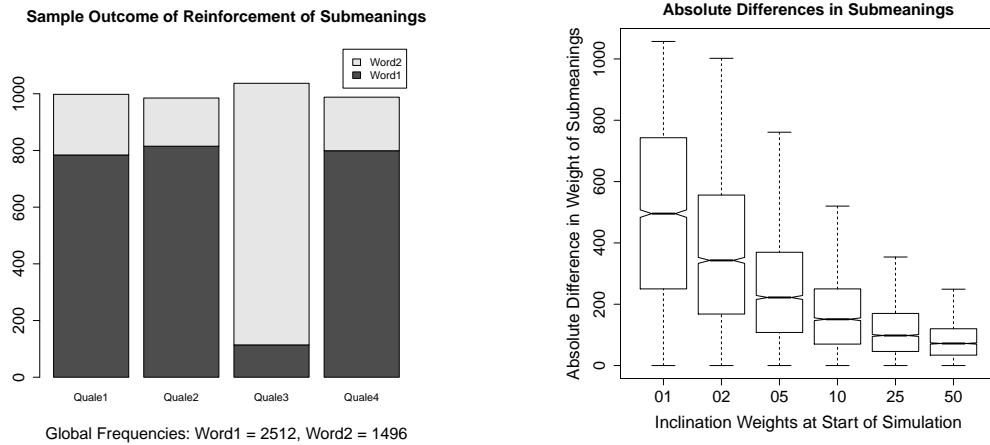 Sample Outcome of Reinforcement of Submeanings
Word2
Word1
1000
800
600
400
200
0
Quale1 Quale2 Quale3 Quale4
Global Frequencies: Word1 = 2512, Word2 = 1496
Absolute Differences in Submeanings
Absolute Difference in Weight of Submeanings
1000
800
600
400
200
0
01 02 05 10 25 50
Inclination Weights at Start of Simulation